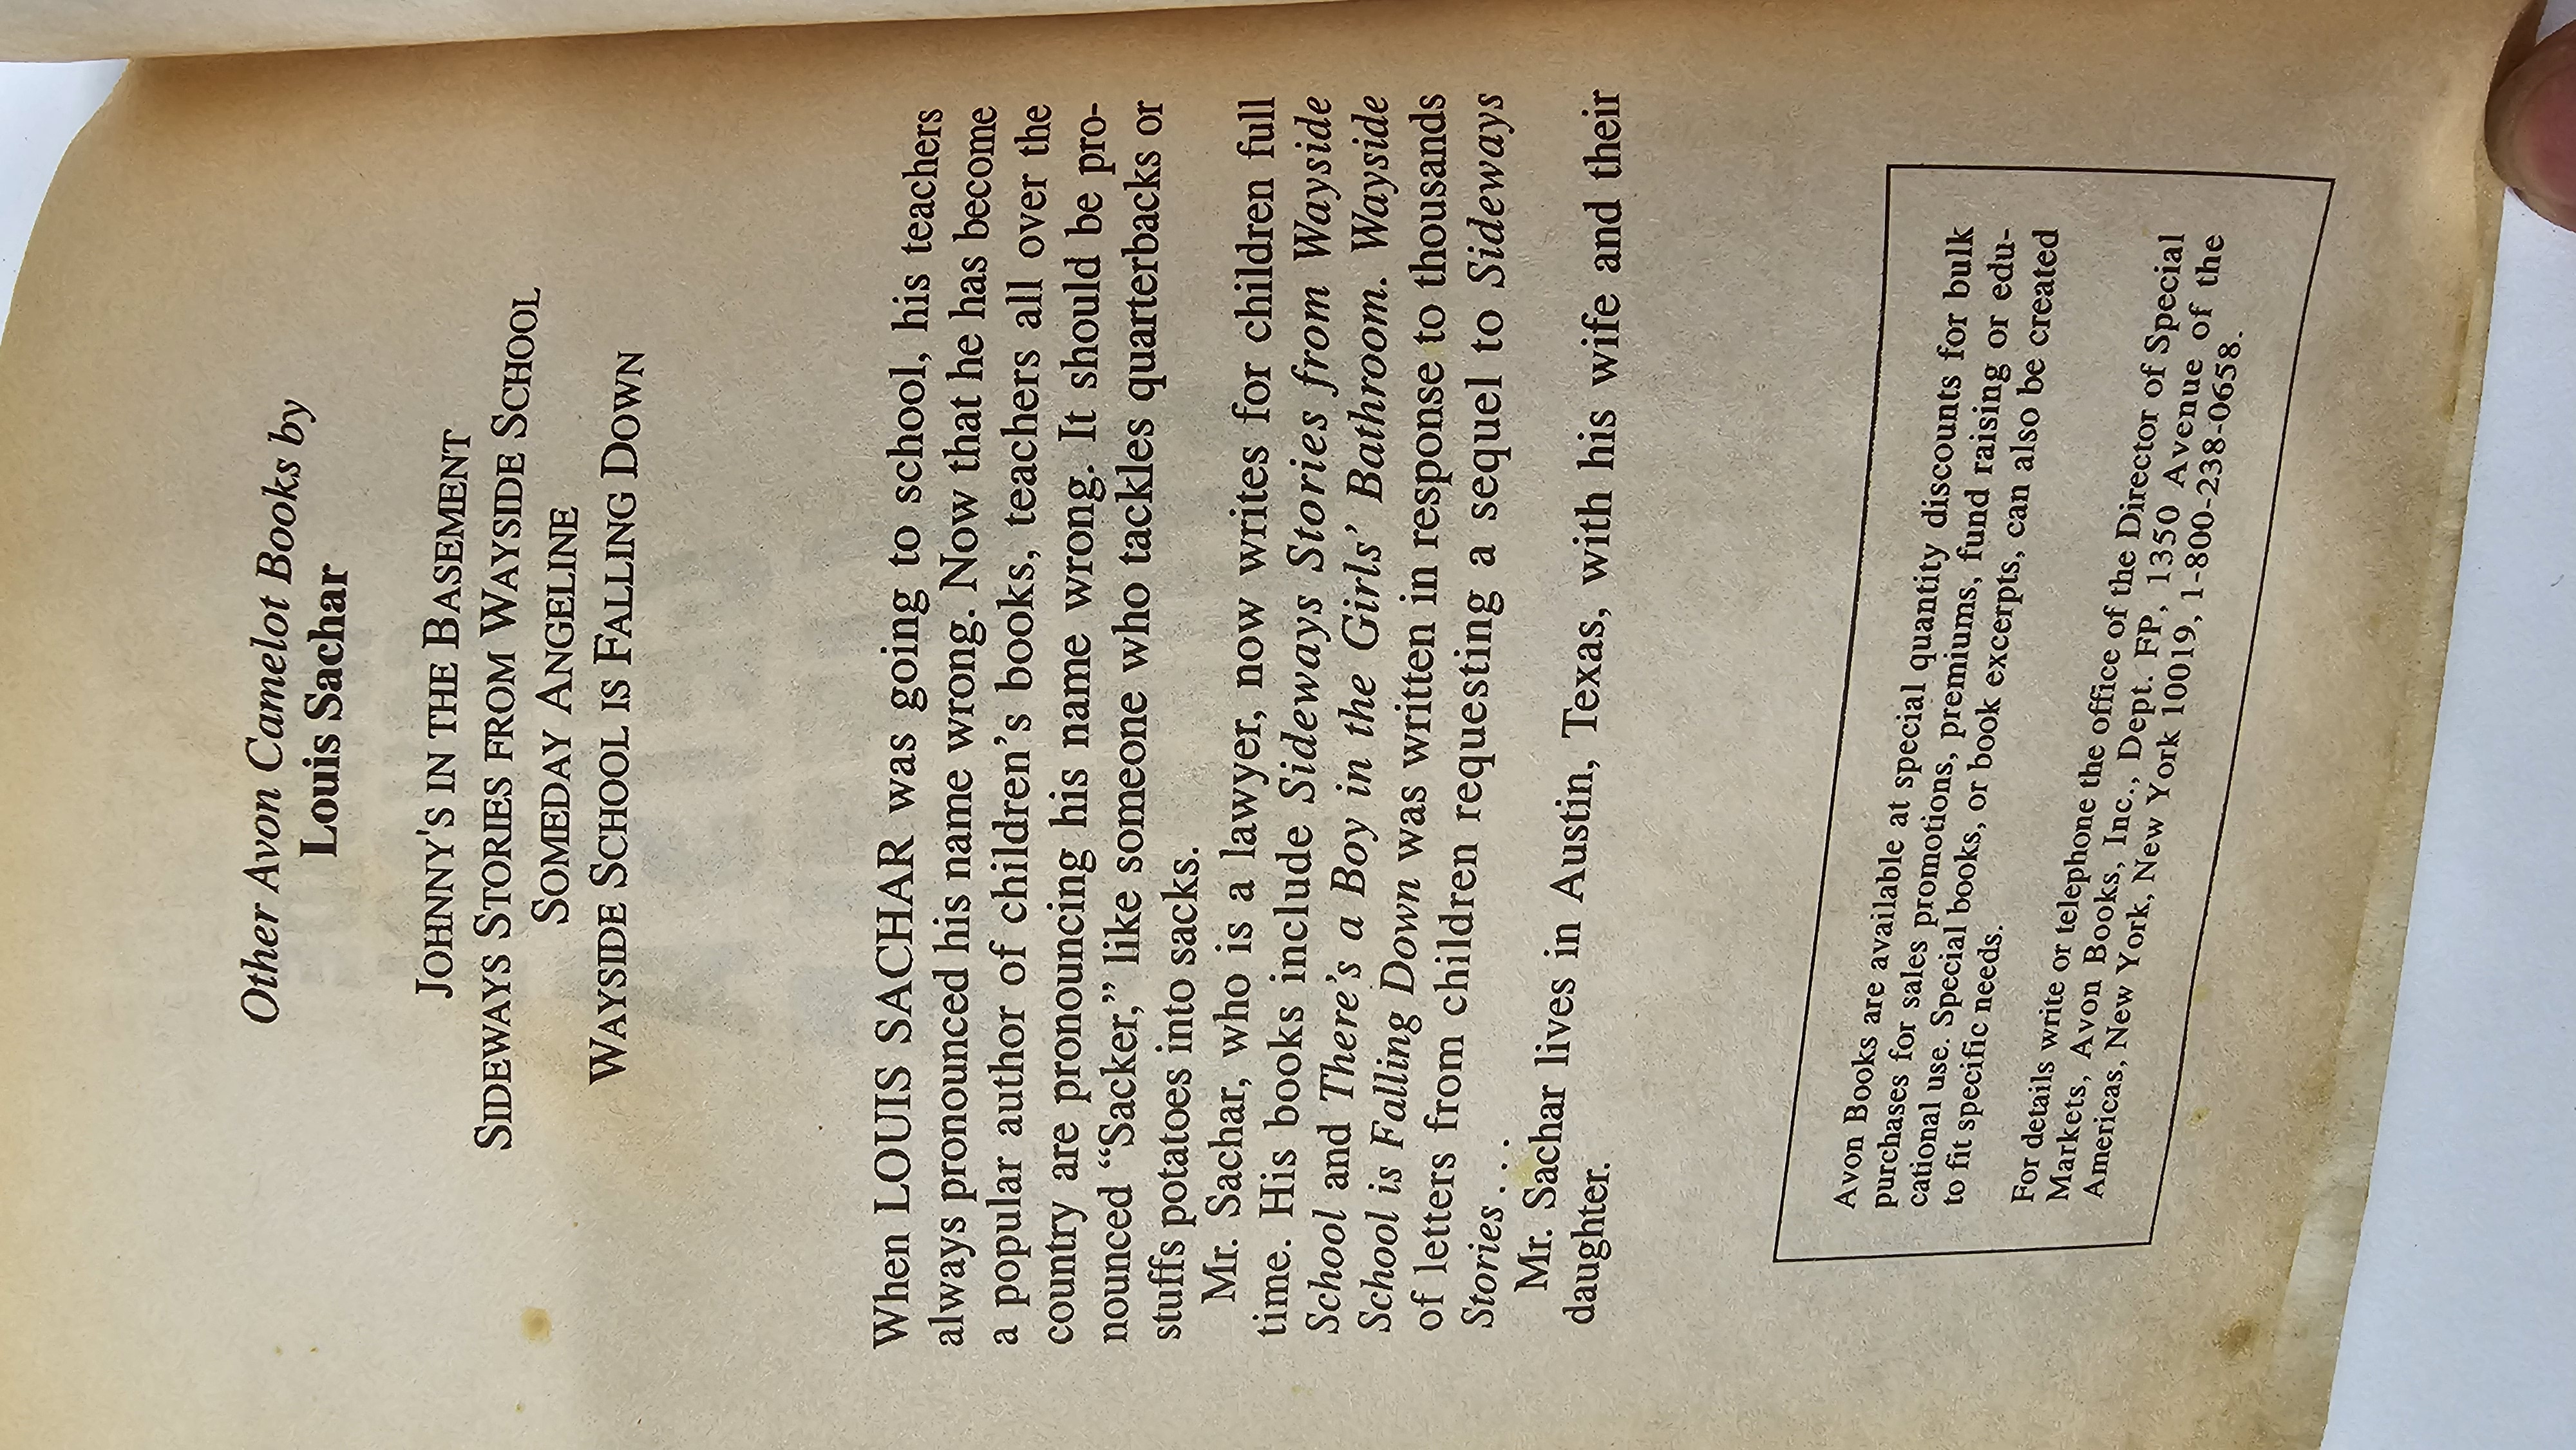 Other Avon Camelot Books by
Louis Sachar
JOHNNY'S IN THE BASEMENT
SIDEWAYS STORIES FROM WAYSIDE SCHOOL
SOMEDAY ANGELINE
WAYSIDE SCHOOL IS FALLING DOWN
When LOUIS SACHAR was going to school, his teachers
always pronounced his name wrong. Now that he has become
a popular author of children’s books, teachers all over the
country are pronouncing his name wrong. It should be pro-
nounced “Sacker,” like someone who tackles quarterbacks or
stuffs potatoes into sacks.
Mr. Sachar, who is a lawyer, now writes for children full
time. His books include Sideways Stories from Wayside
School and There’s a Boy in the Girls’ Bathroom. Wayside
School is Falling Down was written in response to thousands
of letters from children requesting a sequel to Sideways
Stories . . .
Mr. Sachar lives in Austin, Texas, with his wife and their
daughter.
Avon Books are available at special quantity discounts for bulk
purchases for sales promotions, premiums, fund raising or edu-
cational use. Special books, or book excerpts, can also be created
to fit specific needs.
For details write or telephone the office of the Director of Special
Markets, Avon Books, Inc., Dept. FP, 1350 Avenue of the
Americas, New York, New York 10019, 1-800-238-0658.